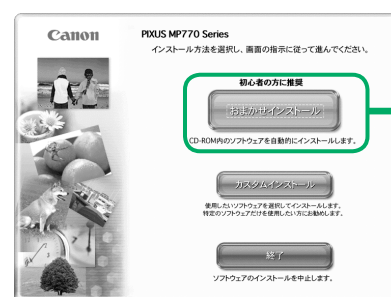 Canon
PIXUS MP770 Series
インストール方法を選択し、画面の指示に従って進んでください。
初心者の方に推奨
おまかせインストール
CD-ROM内のソフトウェアを自動的にインストールします。
カスタムインストール
使用したいソフトウェアを選択してインストールします。
特定のソフトウェアだけを使用したい方にお勧めします。
終了
ソフトウェアのインストールを中止します。